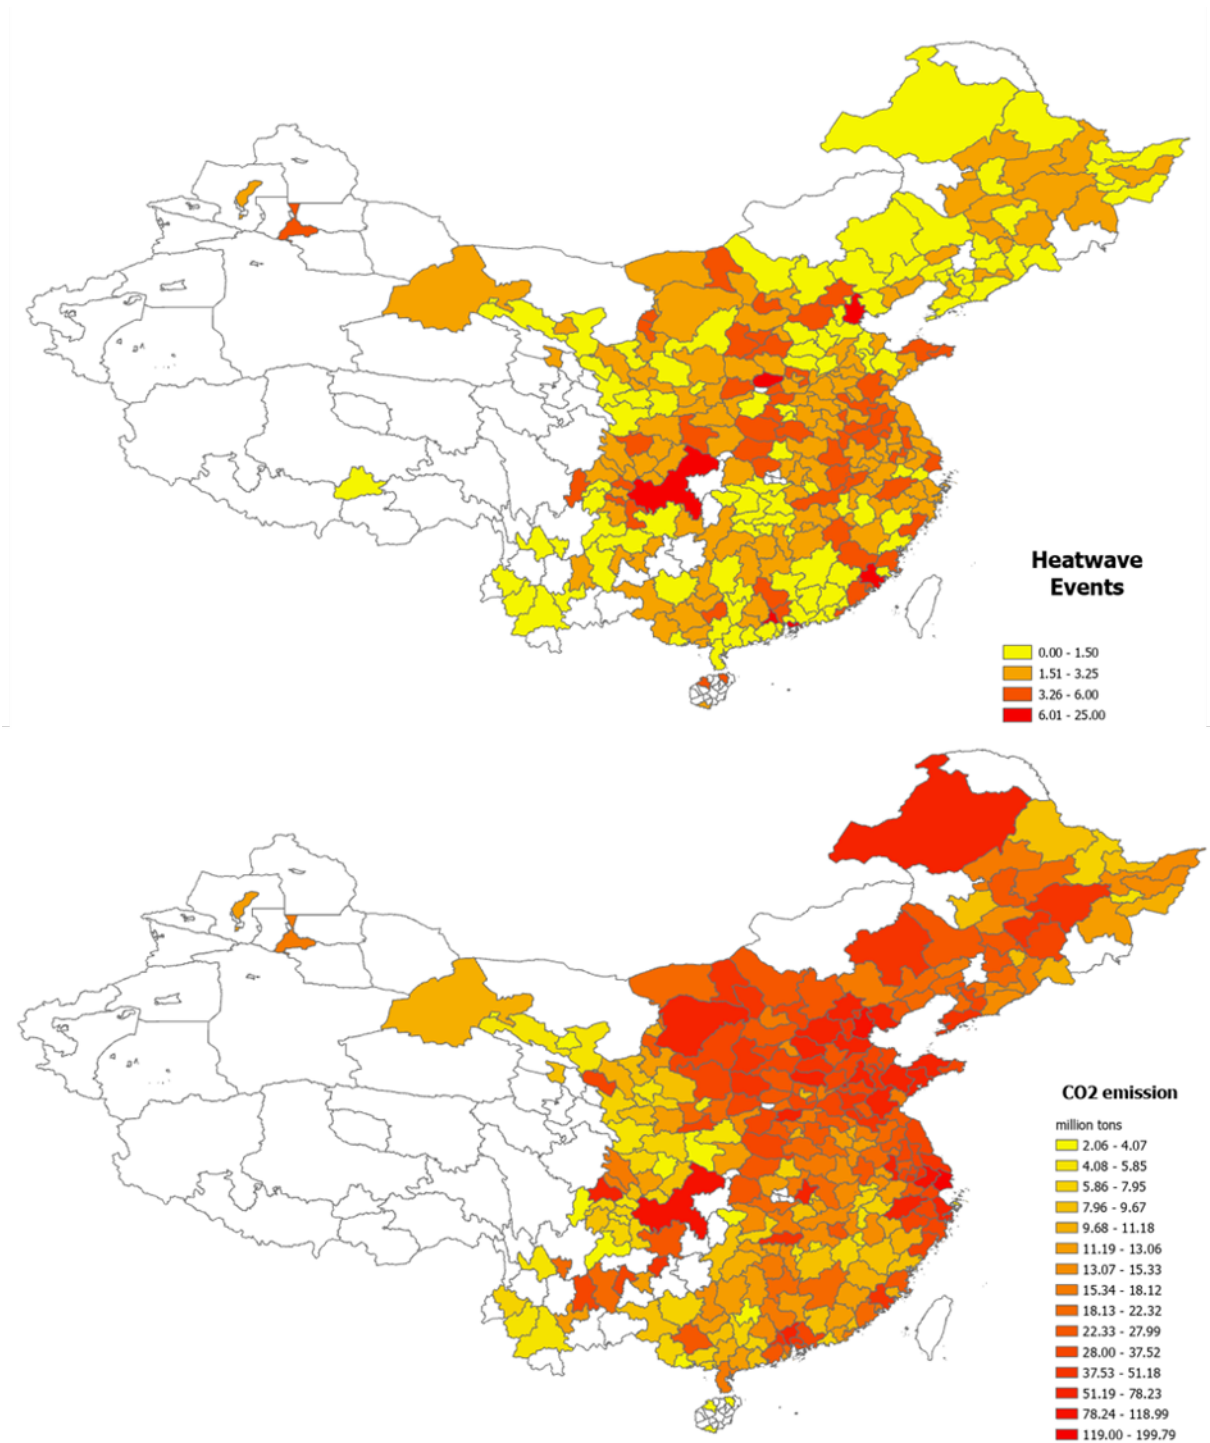 Heatwave
Events
0.00 - 1.50
1.51 - 3.25
3.26 - 6.00
6.01 - 25.00
CO2 emission
million tons
2.06 - 4.07
4.08 - 5.85
5.86 - 7.95
7.96 - 9.67
9.68 - 11.18
11.19 - 13.06
13.07 - 15.33
15.34 - 18.12
18.13 - 22.32
22.33 - 27.99
28.00 - 37.52
37.53 - 51.18
51.19 - 78.23
78.24 - 118.99
119.00 - 199.79